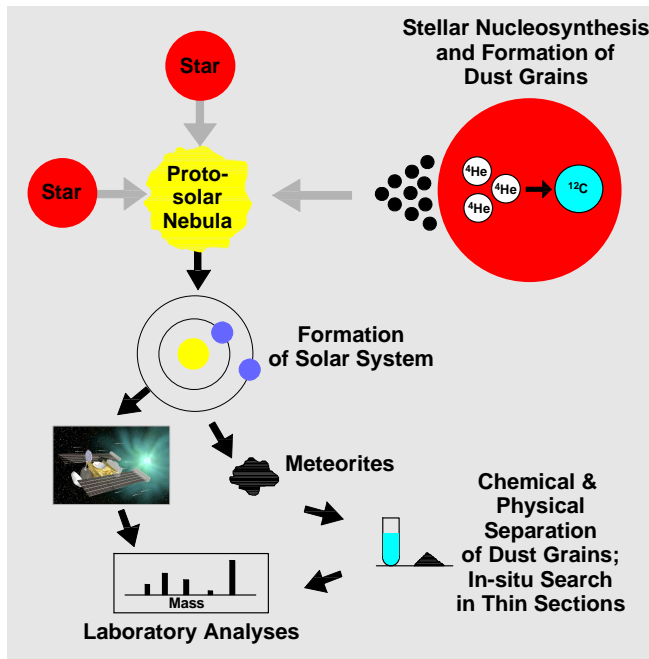 Stellar Nucleosynthesis
and Formation of
Dust Grains
Star
Star
Proto-
solar
Nebula
⁴He
⁴He
⁴He
¹²C
Formation
of Solar System
Meteorites
Chemical &
Physical
Separation
of Dust Grains;
In-situ Search
in Thin Sections
Mass
Laboratory Analyses